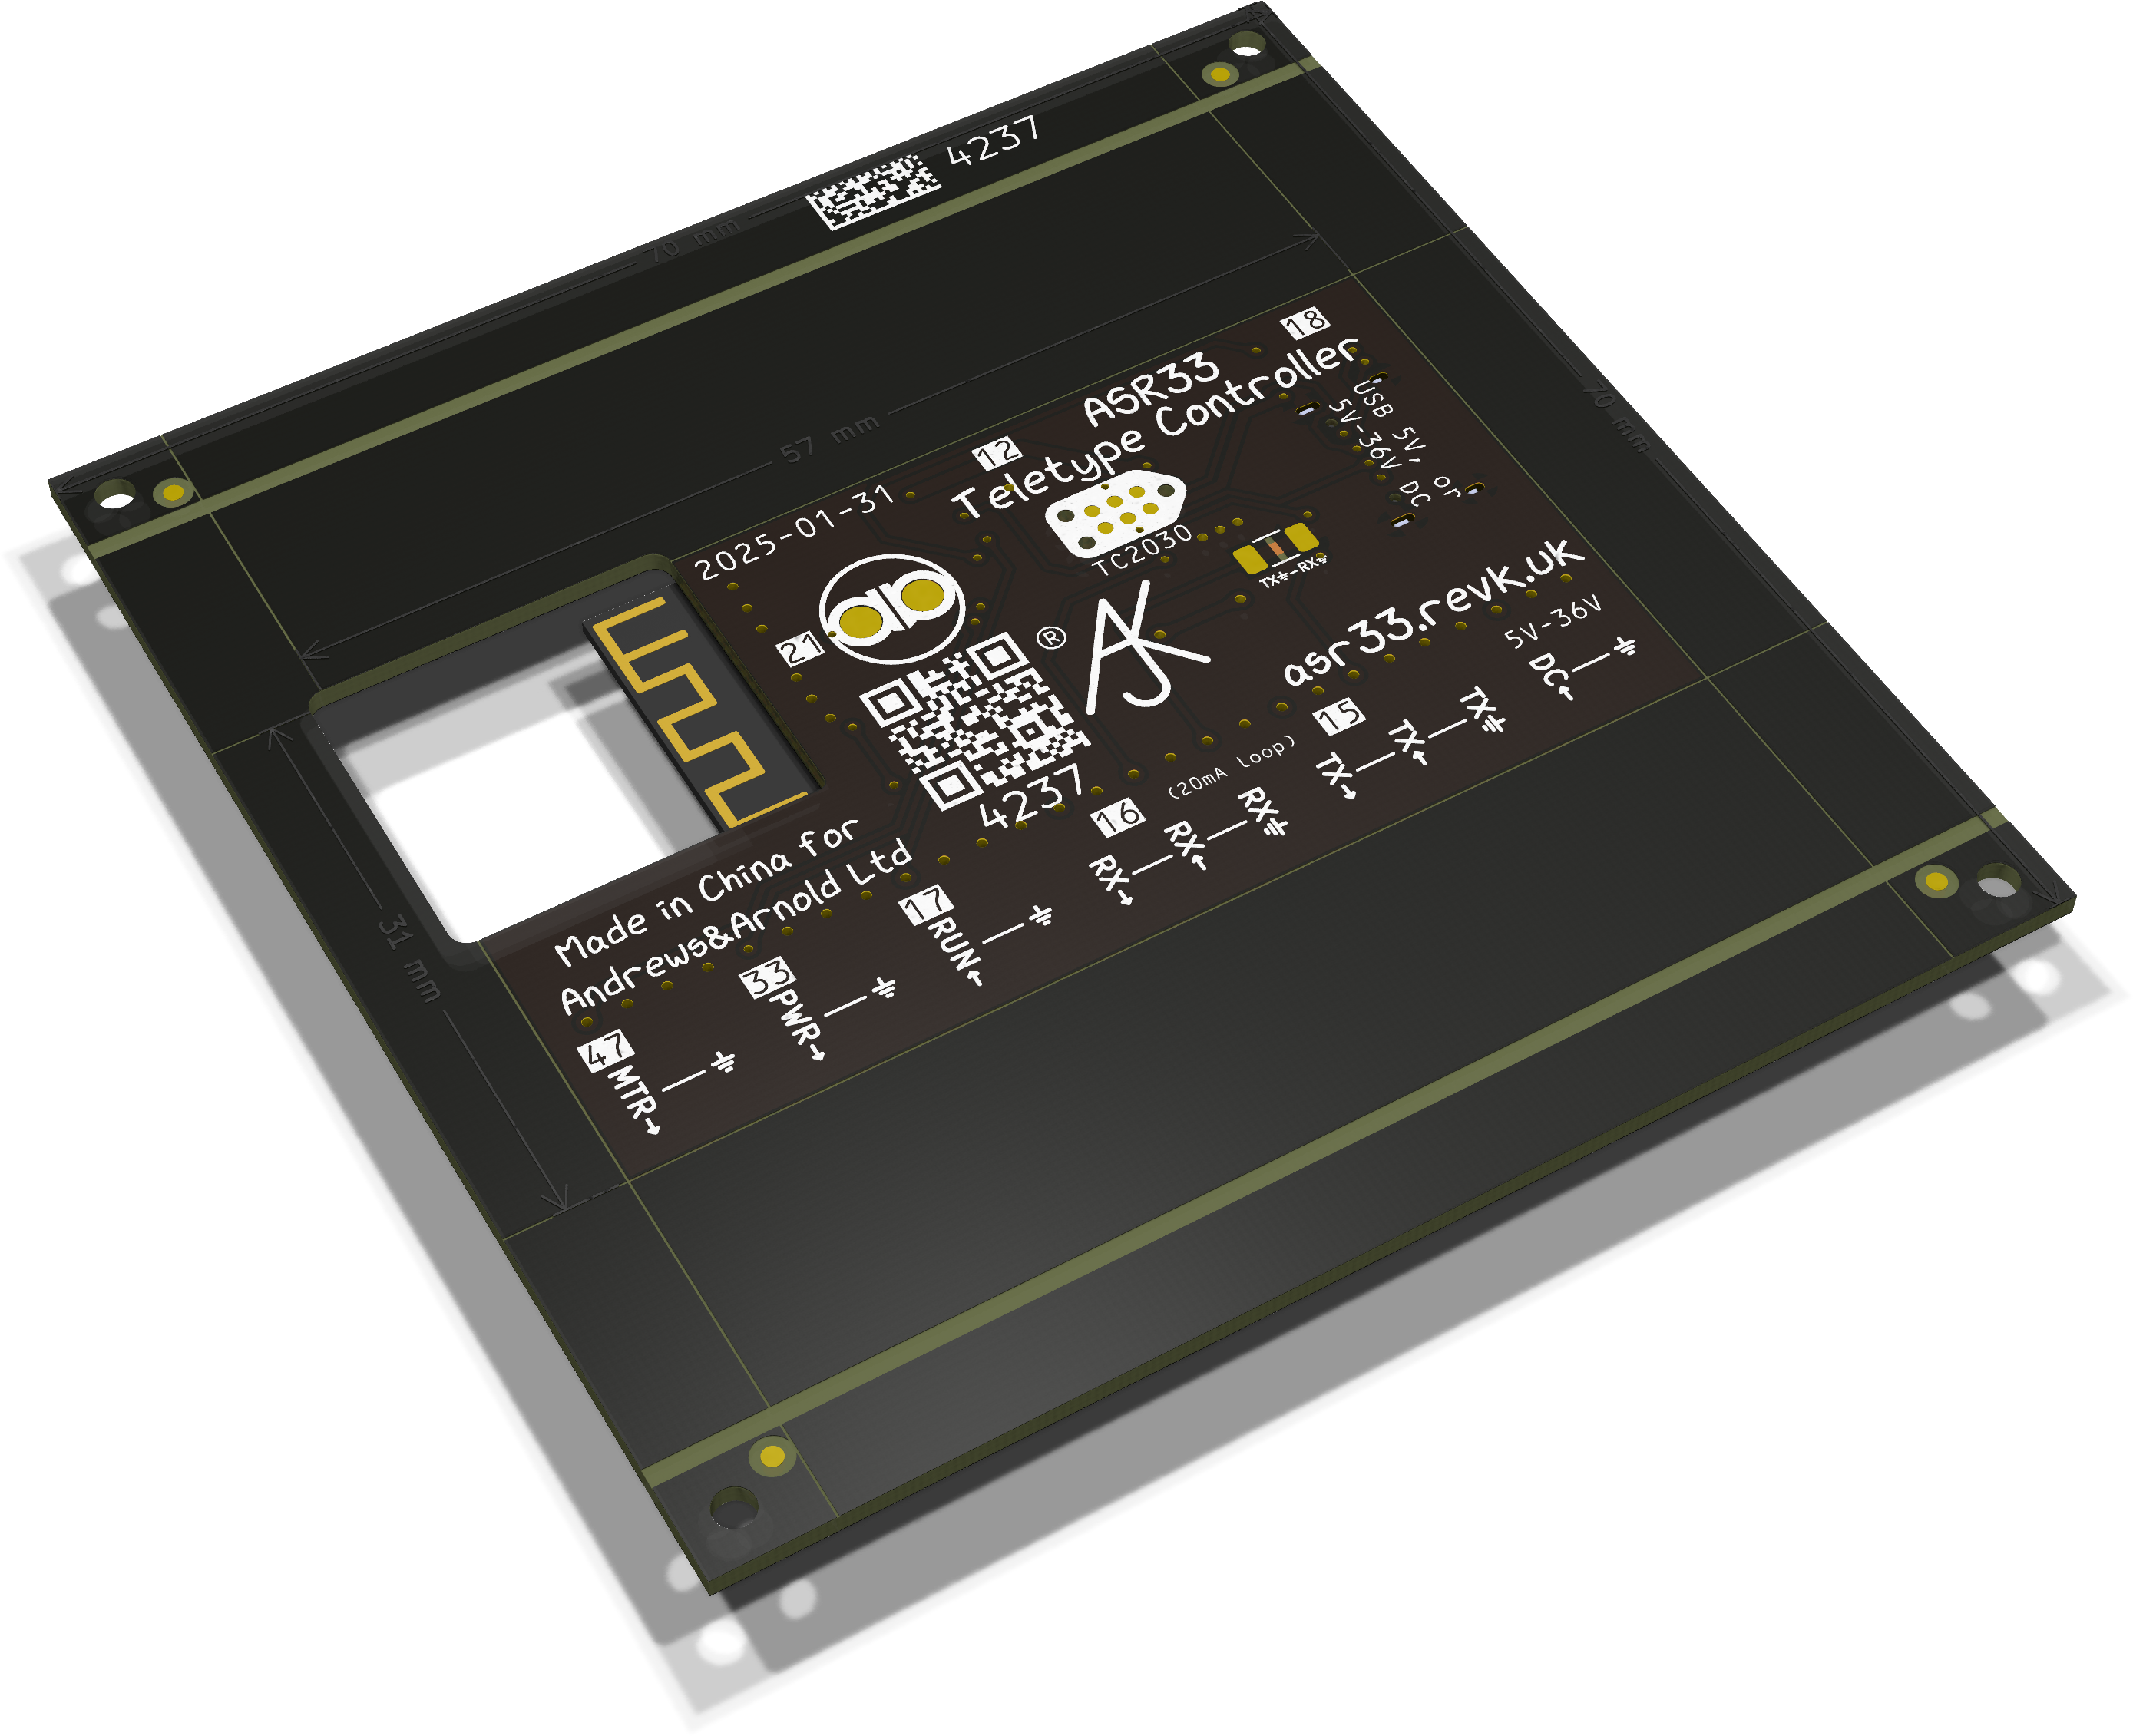 4237
70 mm
57 mm
70 mm
31 mm
18
ASR33
Teletype Controller
12
USB 5V, or
5V-36V DC
2025-01-31
TC2030
TX-RX
21
®
AJK
asr33.revk.uk
5V-36V
DC
4237
(20mA Loop)
15
TX
TX
TX
16
RX
RX
RX
Made in China for
Andrews&Arnold Ltd
17
RUN
33
PWR
47
MTR